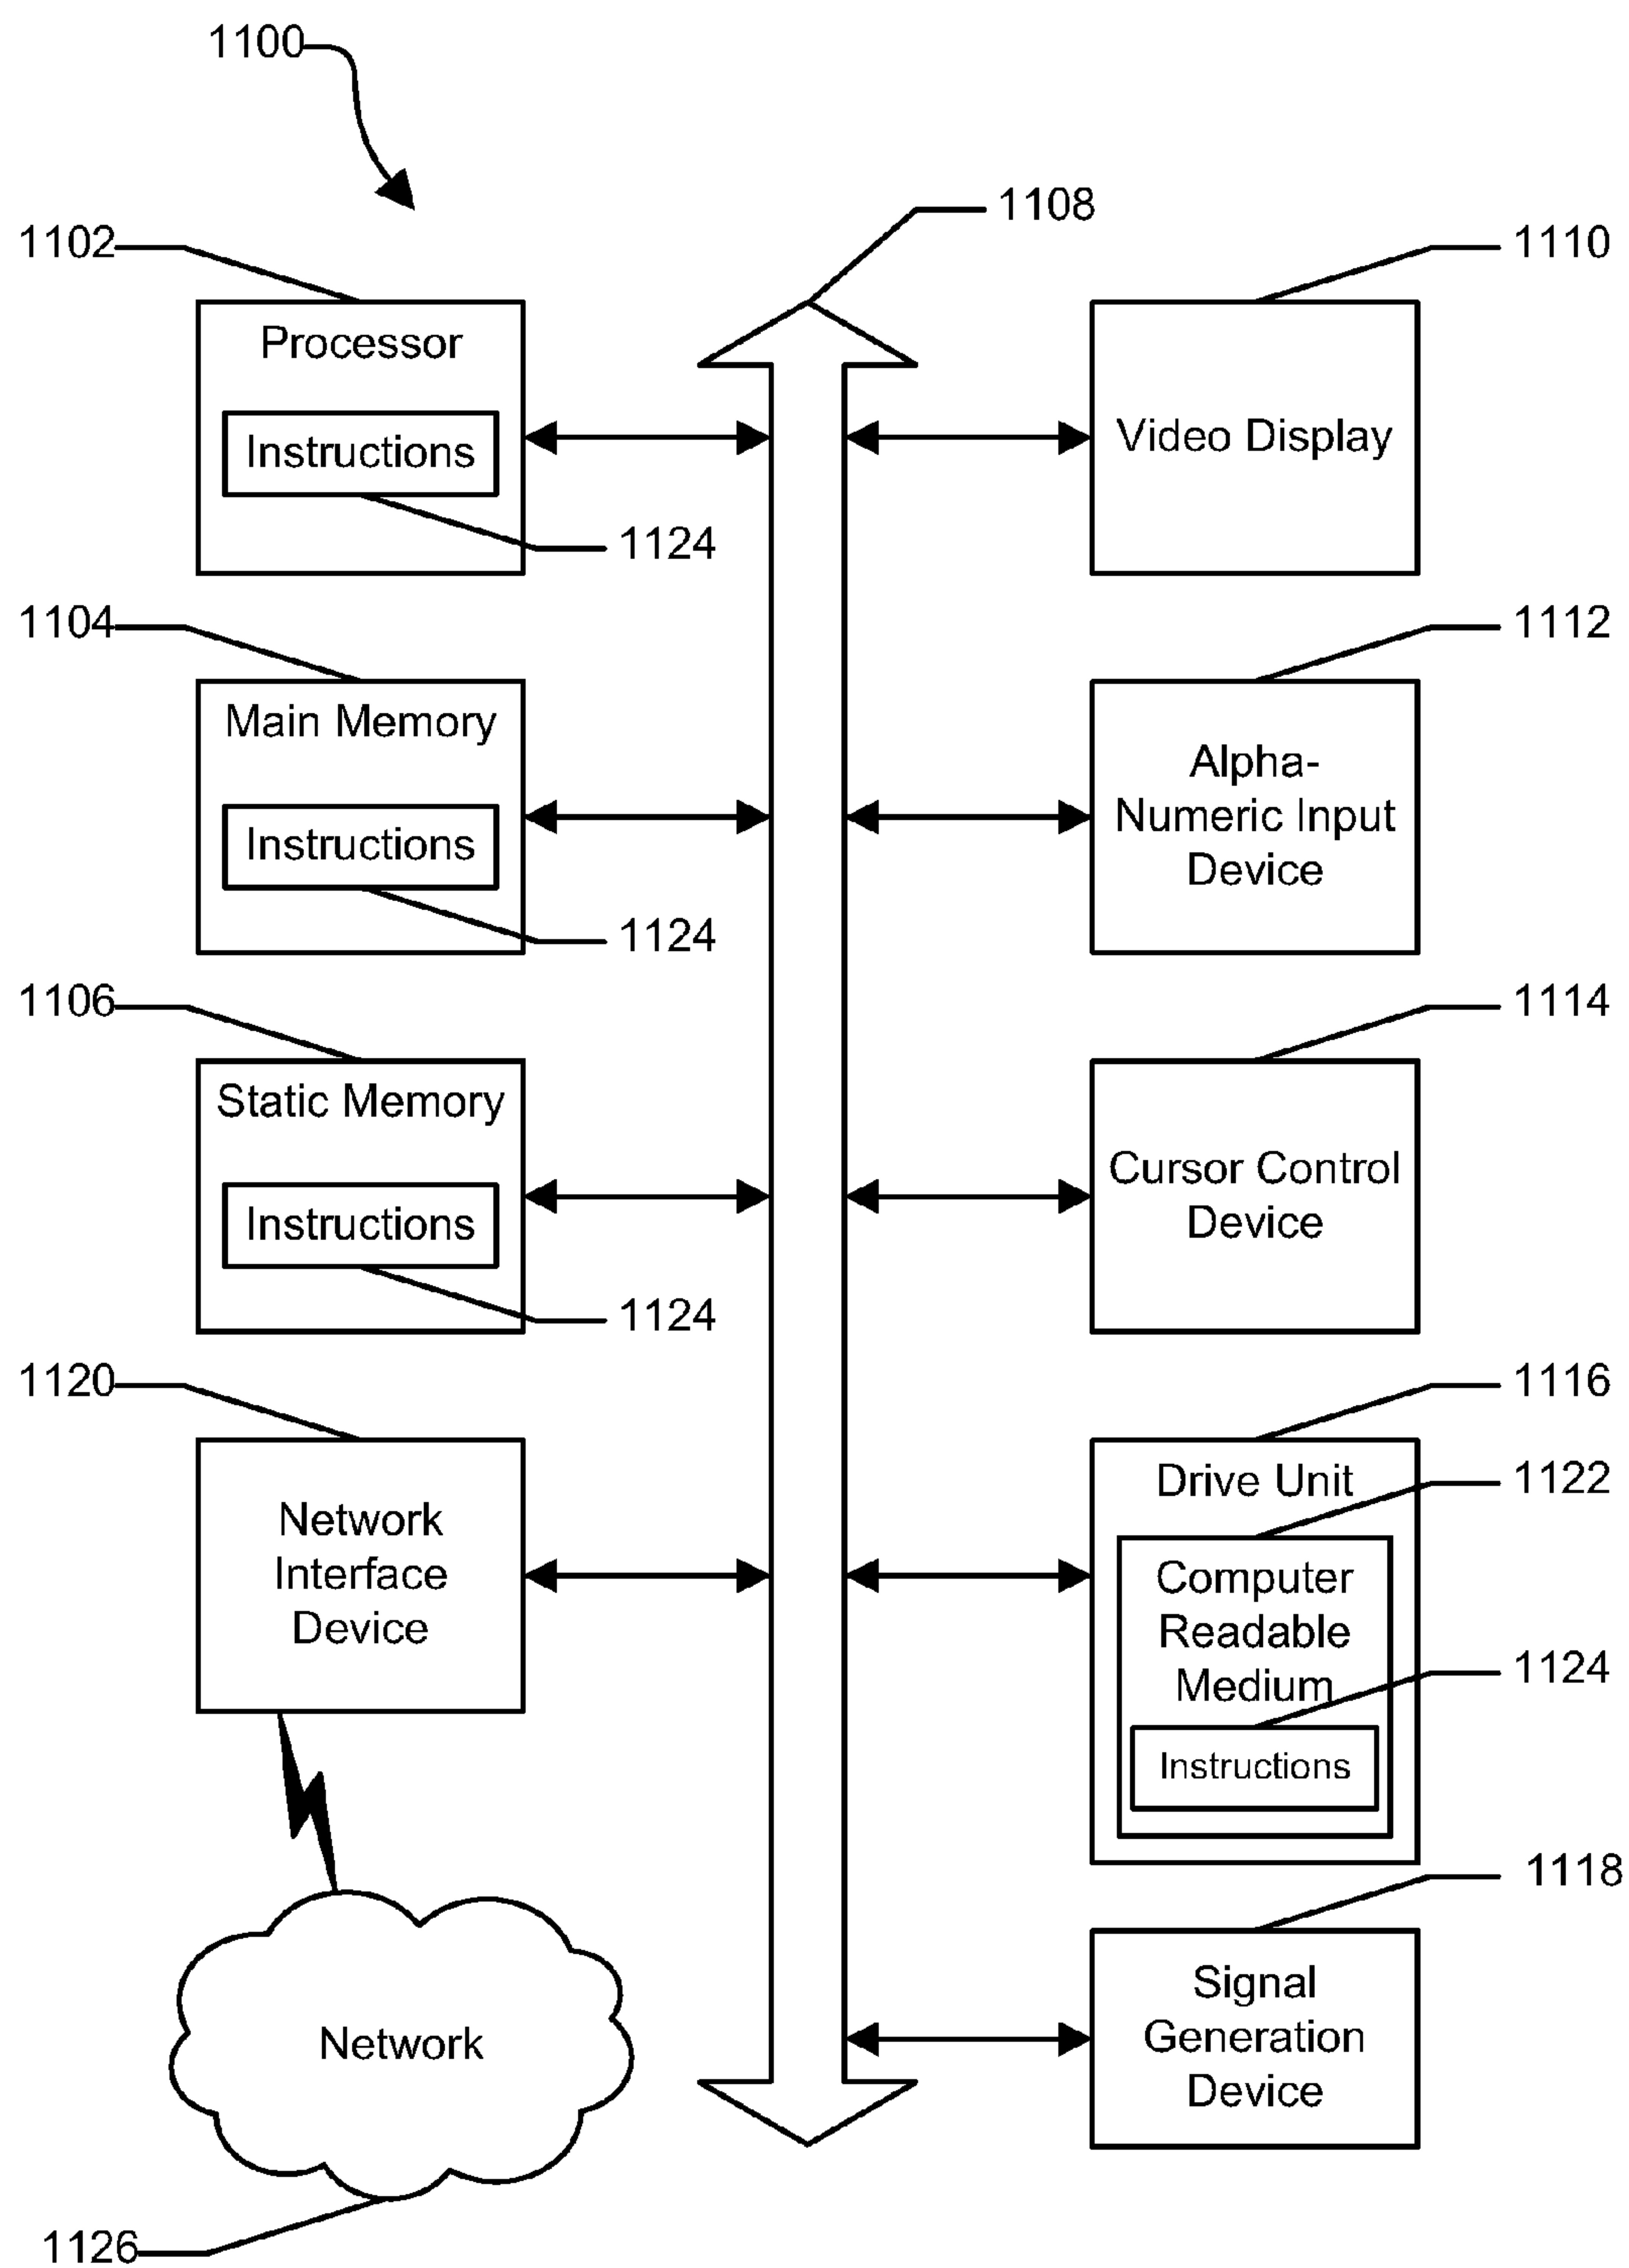 1100
1108
1102
1110
Processor
Instructions
Video Display
1124
1104
1112
Main Memory
Instructions
Alpha-
Numeric Input
Device
1124
1106
1114
Static Memory
Instructions
Cursor Control
Device
1124
1120
1116
Drive Unit
1122
Network
Interface
Device
Computer
Readable
Medium
1124
Instructions
1118
Signal
Generation
Device
Network
1126